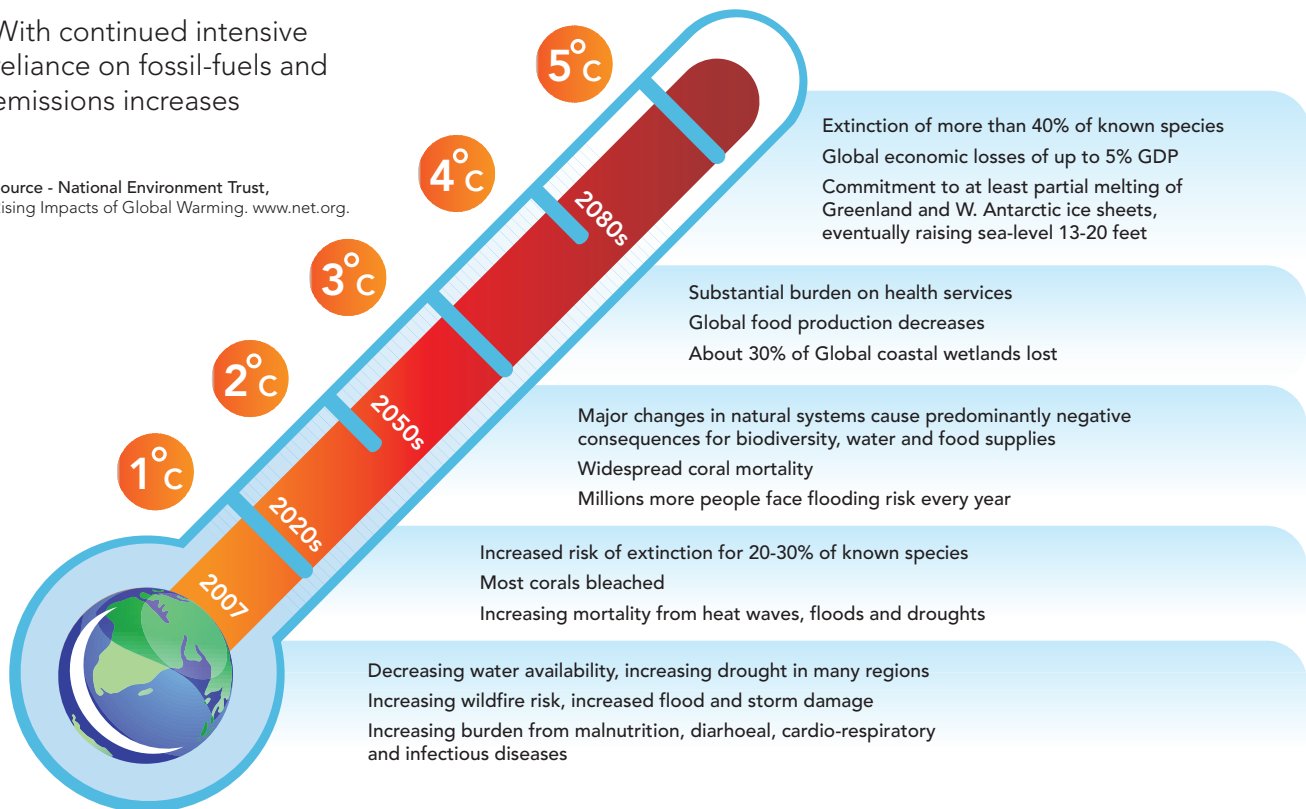 With continued intensive
reliance on fossil-fuels and
emissions increases
ource - National Environment Trust,
ising Impacts of Global Warming. www.net.org.
5°C
4°C
3°C
2°C
1°C
2080s
2050s
2020s
2007
Extinction of more than 40% of known species
Global economic losses of up to 5% GDP
Commitment to at least partial melting of
Greenland and W. Antarctic ice sheets,
eventually raising sea-level 13-20 feet
Substantial burden on health services
Global food production decreases
About 30% of Global coastal wetlands lost
Major changes in natural systems cause predominantly negative
consequences for biodiversity, water and food supplies
Widespread coral mortality
Millions more people face flooding risk every year
Increased risk of extinction for 20-30% of known species
Most corals bleached
Increasing mortality from heat waves, floods and droughts
Decreasing water availability, increasing drought in many regions
Increasing wildfire risk, increased flood and storm damage
Increasing burden from malnutrition, diarhoeal, cardio-respiratory
and infectious diseases